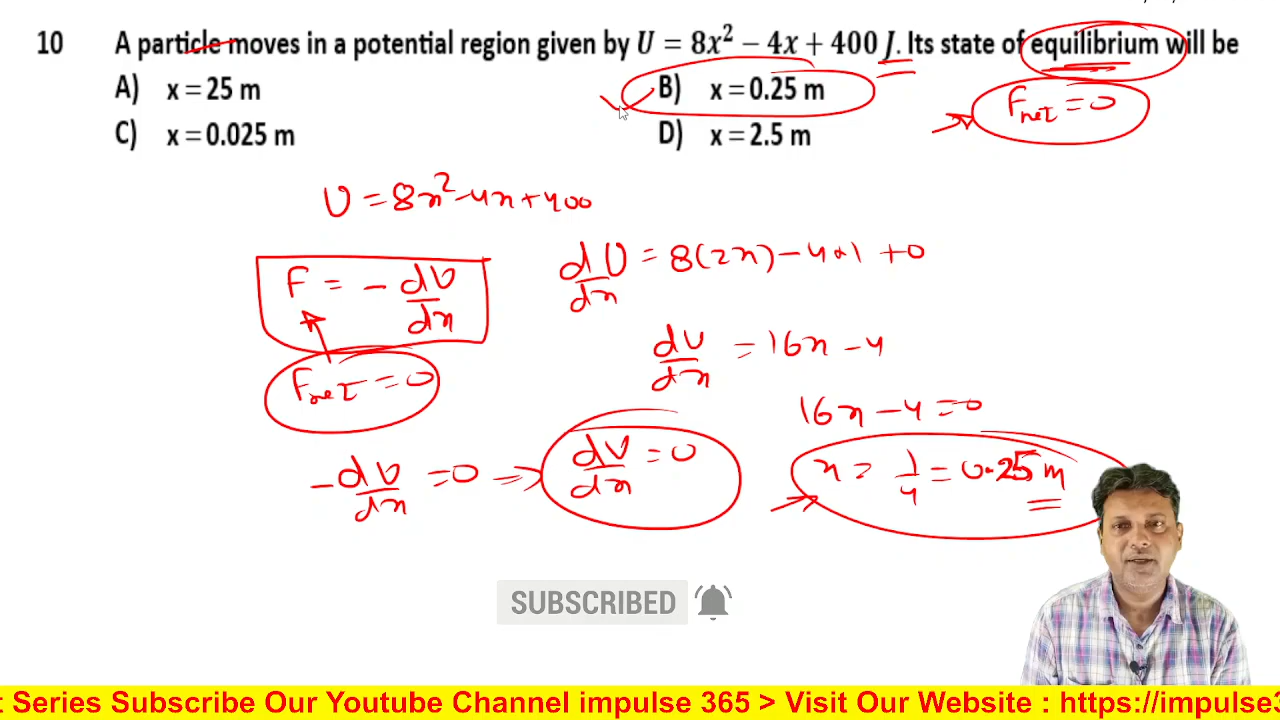 10 A particle moves in a potential region given by U = 8x² − 4x + 400 J. Its state of equilibrium will be
A) x = 25 m B) x = 0.25 m
C) x = 0.025 m D) x = 2.5 m
Fnet = 0
U = 8x² - 4x + 400
F = - dU/dx
dU/dx = 8(2x) - 4×1 + 0
dU/dx = 16x - 4
Fnet = 0
16x - 4 = 0
- dU/dx = 0 ⇒ dU/dx = 0
x = 1/4 = 0.25 m
SUBSCRIBED
t Series Subscribe Our Youtube Channel impulse 365 > Visit Our Website : https://impulse3